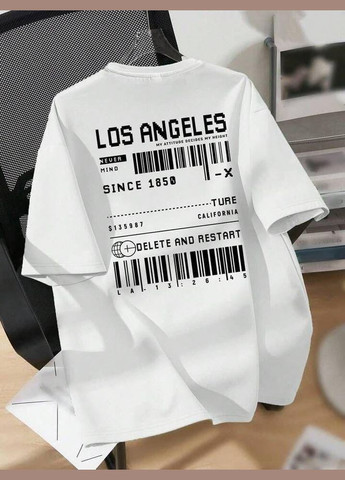 LOS ANGELES
MY ATTITUDE DECIDES MY HEIGHT
NEVER
MIND
SINCE 1850
-X
TURE
$135987
CALIFORNIA
DELETE AND RESTART
LA.13:26:45